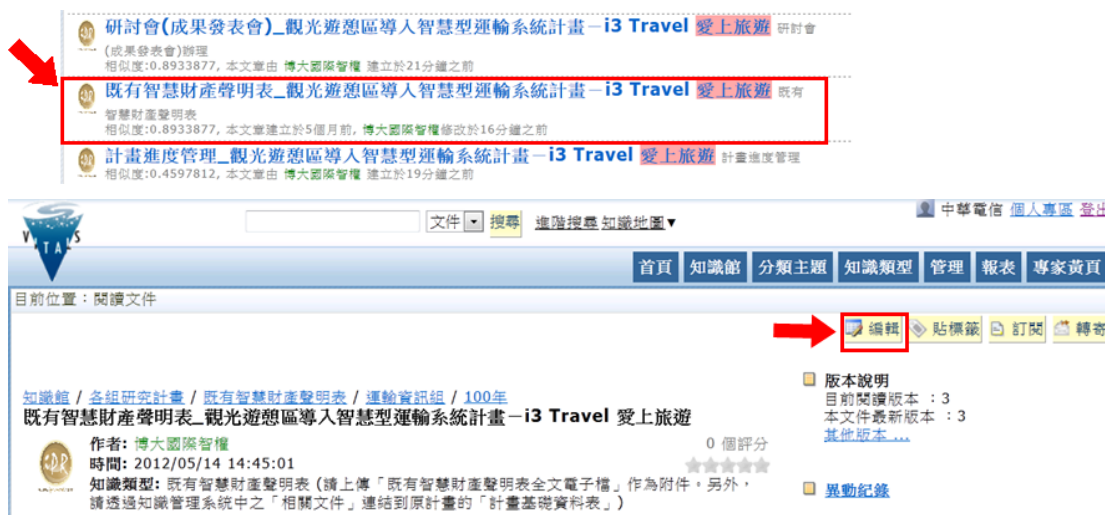 研討會(成果發表會)_觀光遊憩區導入智慧型運輸系統計畫－i3 Travel 愛上旅遊 研討會
(成果發表會)辦理
相似度:0.8933877, 本文章由 博大國際智權 建立於21分鐘之前
既有智慧財產聲明表_觀光遊憩區導入智慧型運輸系統計畫－i3 Travel 愛上旅遊 既有
智慧財產聲明表
相似度:0.8933877, 本文章建立於5個月前, 博大國際智權修改於16分鐘之前
計畫進度管理_觀光遊憩區導入智慧型運輸系統計畫－i3 Travel 愛上旅遊 計畫進度管理
相似度:0.4597812, 本文章由 博大國際智權 建立於19分鐘之前
VITALS
文件 搜尋 進階搜尋 知識地圖▼
中華電信 個人專區 登出
首頁 知識館 分類主題 知識類型 管理 報表 專家黃頁
目前位置：閱讀文件
編輯 貼標籤 訂閱 轉寄
知識館 / 各組研究計畫 / 既有智慧財產聲明表 / 運輸資訊組 / 100年
既有智慧財產聲明表_觀光遊憩區導入智慧型運輸系統計畫－i3 Travel 愛上旅遊
作者: 博大國際智權
0 個評分
時間: 2012/05/14 14:45:01
知識類型: 既有智慧財產聲明表 (請上傳「既有智慧財產聲明表全文電子檔」作為附件。另外，
請透過知識管理系統中之「相關文件」連結到原計畫的「計畫基礎資料表」)
版本說明
目前閱讀版本 ：3
本文件最新版本 ：3
其他版本 ...
異動紀錄